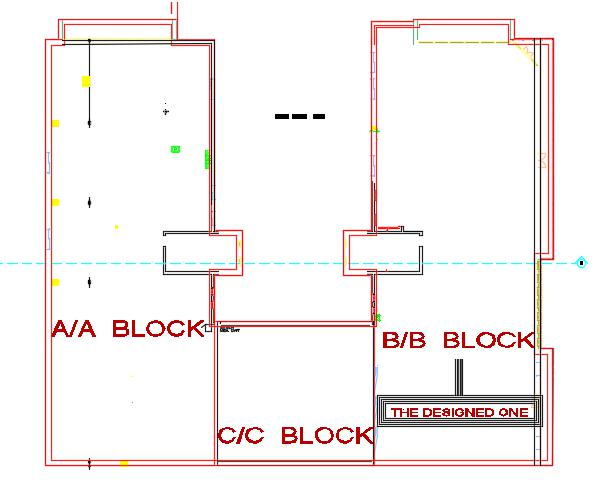 A/A BLOCK
B/B BLOCK
THE DESIGNED ONE
C/C BLOCK